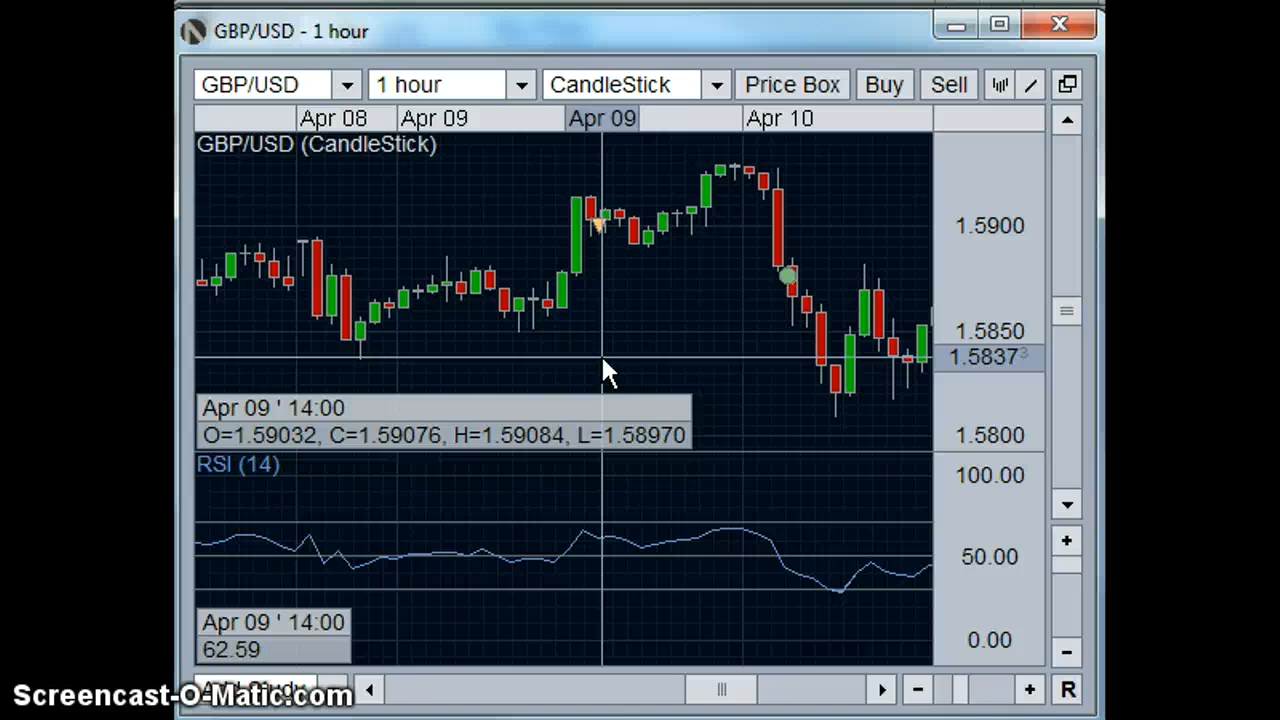 GBP/USD - 1 hour
GBP/USD 1 hour CandleStick Price Box Buy Sell
Apr 08 Apr 09 Apr 09 Apr 10
GBP/USD (CandleStick)
1.5900
1.5850
1.5837³
Apr 09 ' 14:00
O=1.59032, C=1.59076, H=1.59084, L=1.58970
1.5800
RSI (14)
100.00
50.00
Apr 09 ' 14:00
62.59
0.00
R
Screencast-O-Matic.com